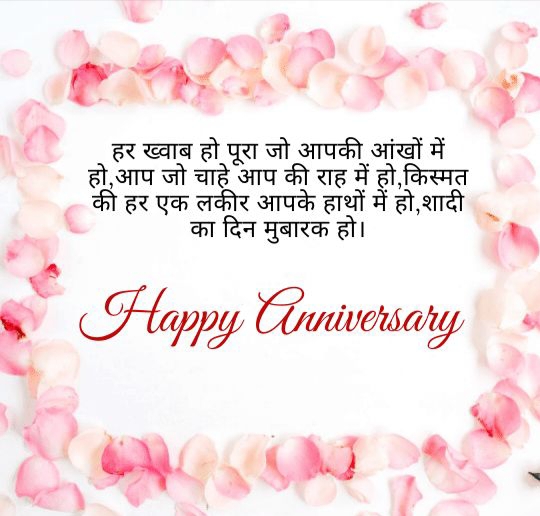 हर ख्वाब हो पूरा जो आपकी आंखों में
हो,आप जो चाहे आप की राह में हो,किस्मत
की हर एक लकीर आपके हाथों में हो,शादी
का दिन मुबारक हो।
Happy Anniversary